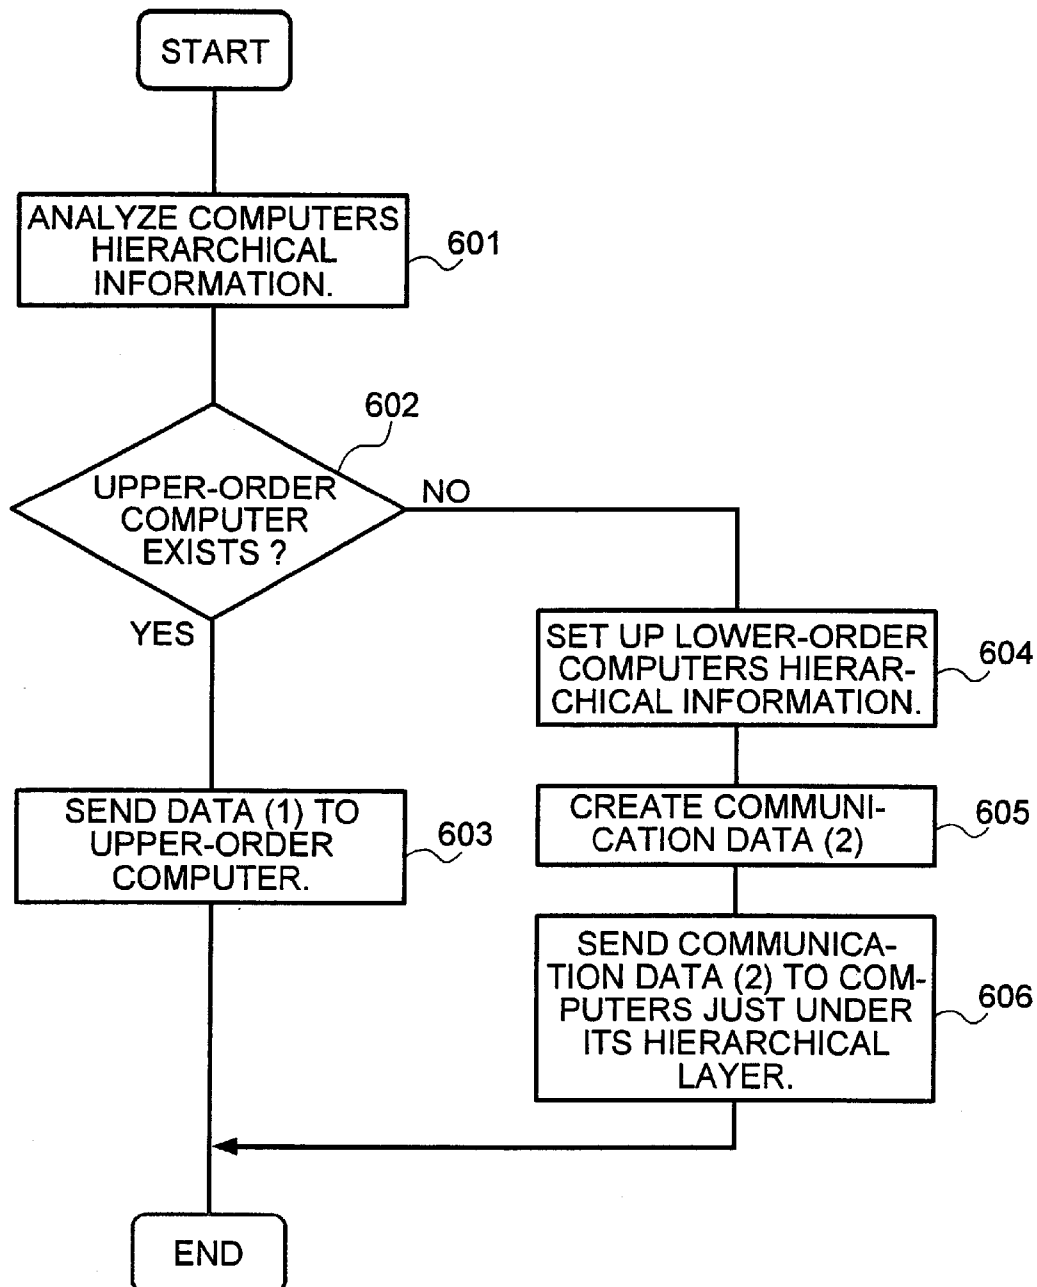 START
ANALYZE COMPUTERS
HIERARCHICAL
INFORMATION.
601
602
UPPER-ORDER
COMPUTER
EXISTS ?
NO
YES
SET UP LOWER-ORDER
COMPUTERS HIERAR-
CHICAL INFORMATION.
604
SEND DATA (1) TO
UPPER-ORDER
COMPUTER.
603
CREATE COMMUNI-
CATION DATA (2)
605
SEND COMMUNICA-
TION DATA (2) TO COM-
PUTERS JUST UNDER
ITS HIERARCHICAL
LAYER.
606
END